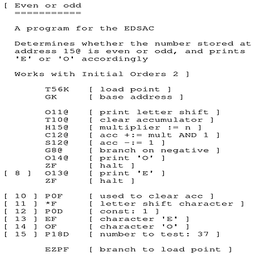 [ Even or odd
===========
A program for the EDSAC
Determines whether the number stored at
address 15@ is even or odd, and prints
'E' or 'O' accordingly
Works with Initial Orders 2 ]
T56K [ load point ]
GK [ base address ]
O11@ [ print letter shift ]
T10@ [ clear accumulator ]
H15@ [ multiplier := n ]
C12@ [ acc +:= mult AND 1 ]
S12@ [ acc -:= 1 ]
G8@ [ branch on negative ]
O14@ [ print 'O' ]
ZF [ halt ]
[ 8 ] O13@ [ print 'E' ]
ZF [ halt ]
[ 10 ] P0F [ used to clear acc ]
[ 11 ] *F [ letter shift character ]
[ 12 ] P0D [ const: 1 ]
[ 13 ] EF [ character 'E' ]
[ 14 ] OF [ character 'O' ]
[ 15 ] P18D [ number to test: 37 ]
EZPF [ branch to load point ]